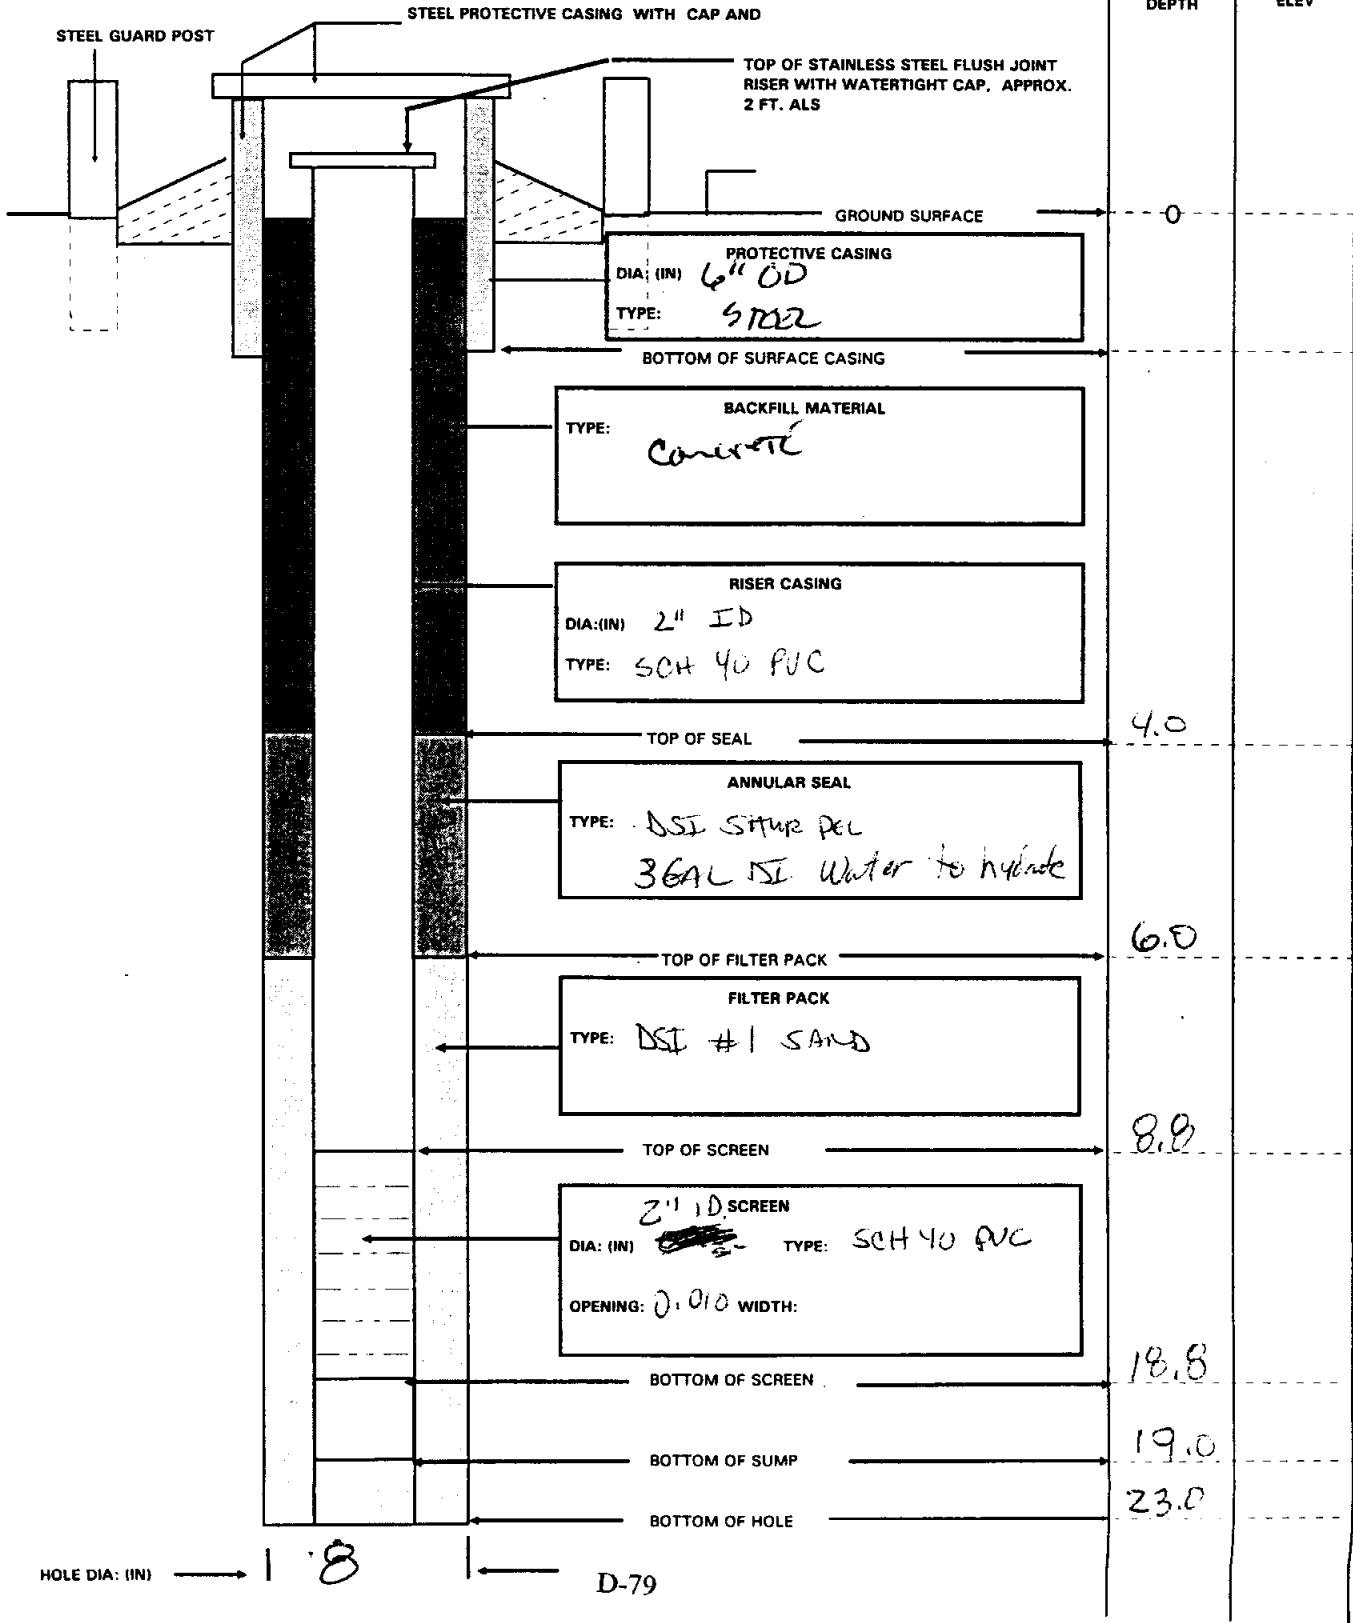 STEEL PROTECTIVE CASING WITH CAP AND
DEPTH
ELEV
STEEL GUARD POST
TOP OF STAINLESS STEEL FLUSH JOINT
RISER WITH WATERTIGHT CAP, APPROX.
2 FT. ALS
GROUND SURFACE
0
PROTECTIVE CASING
DIA: (IN) 6" OD
TYPE: STEEL
BOTTOM OF SURFACE CASING
BACKFILL MATERIAL
TYPE:
Concrete
RISER CASING
DIA:(IN) 2" ID
TYPE: SCH 40 PVC
TOP OF SEAL
4.0
ANNULAR SEAL
TYPE: DSI SHUR PEL
3 GAL DI Water to hydrate
TOP OF FILTER PACK
6.0
FILTER PACK
TYPE: DSI #1 SAND
TOP OF SCREEN
8.8
2" ID. SCREEN
DIA: (IN) TYPE: SCH 40 PVC
OPENING: 0.010 WIDTH:
BOTTOM OF SCREEN
18.8
BOTTOM OF SUMP
19.0
BOTTOM OF HOLE
23.0
HOLE DIA: (IN) 8
D-79